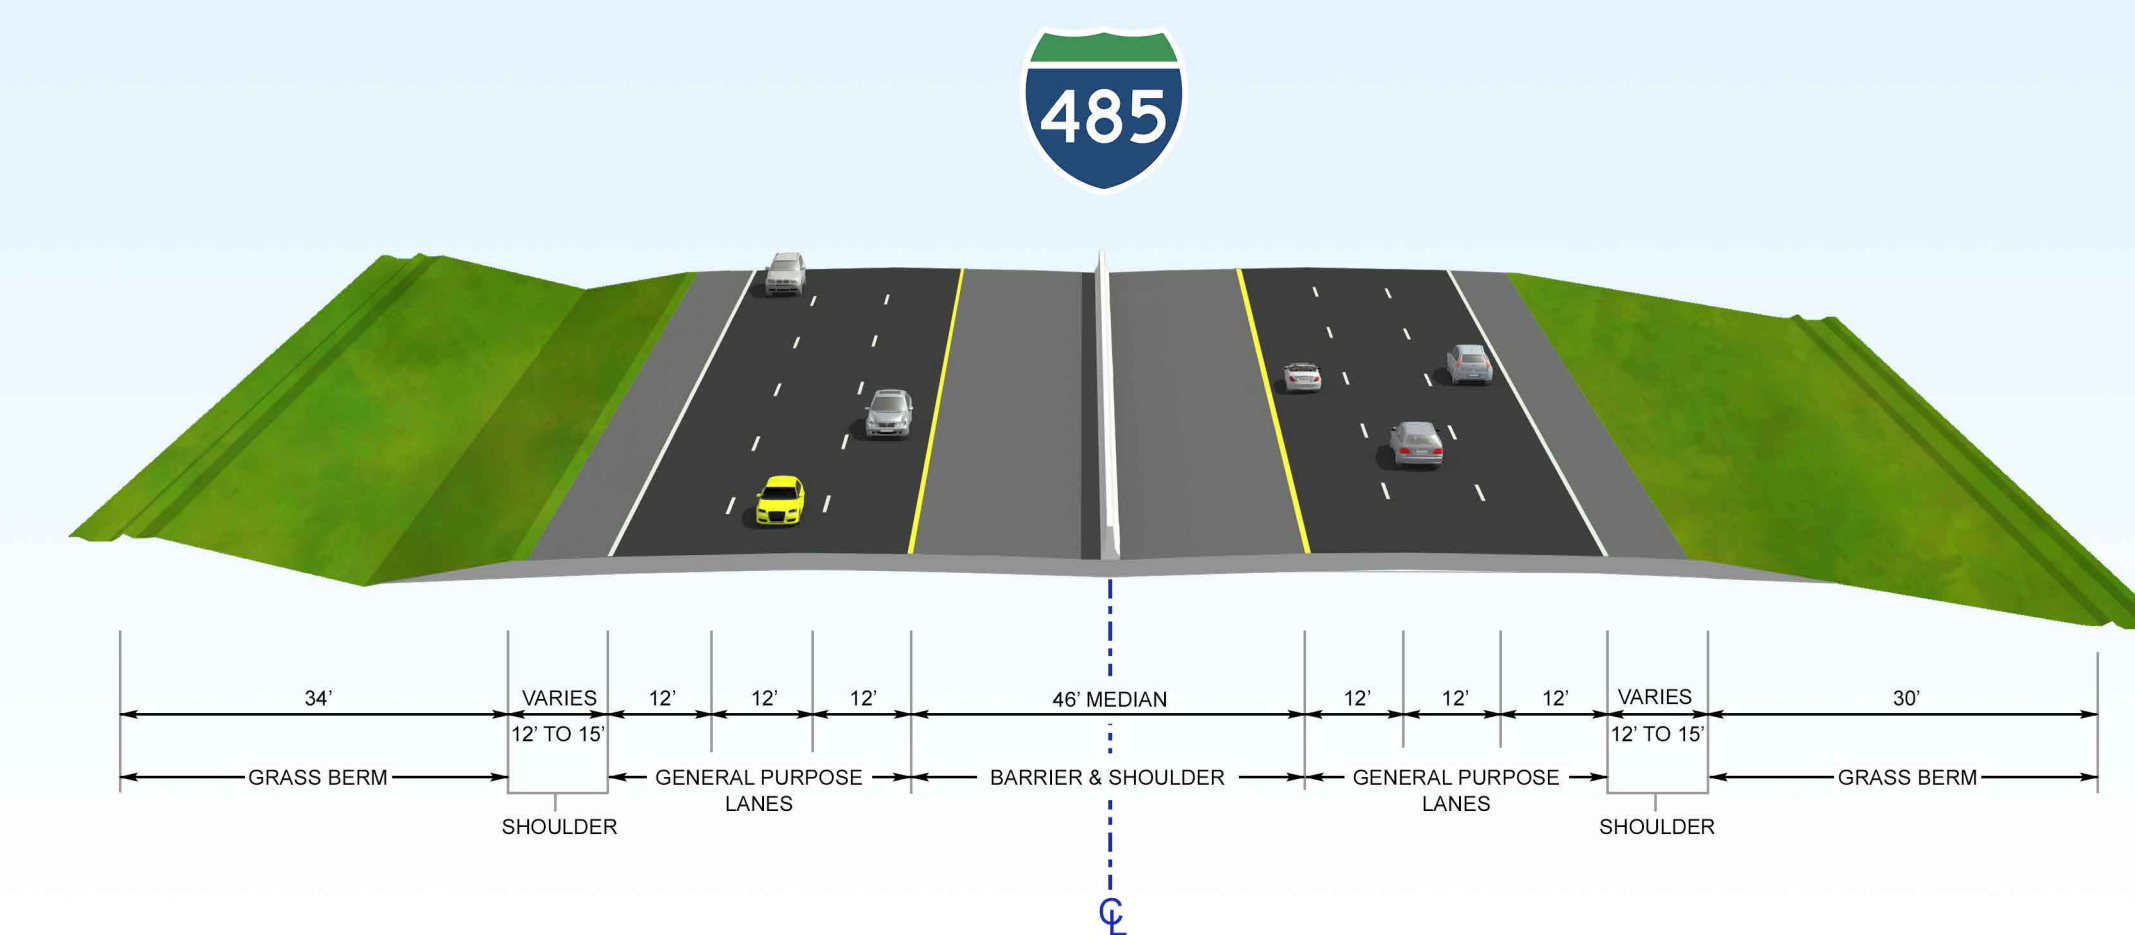 485
34’
VARIES
12’
12’
12’
46’ MEDIAN
12’
12’
12’
VARIES
30’
12’ TO 15’
12’ TO 15’
GRASS BERM
GENERAL PURPOSE
LANES
BARRIER & SHOULDER
GENERAL PURPOSE
LANES
GRASS BERM
SHOULDER
SHOULDER
℄